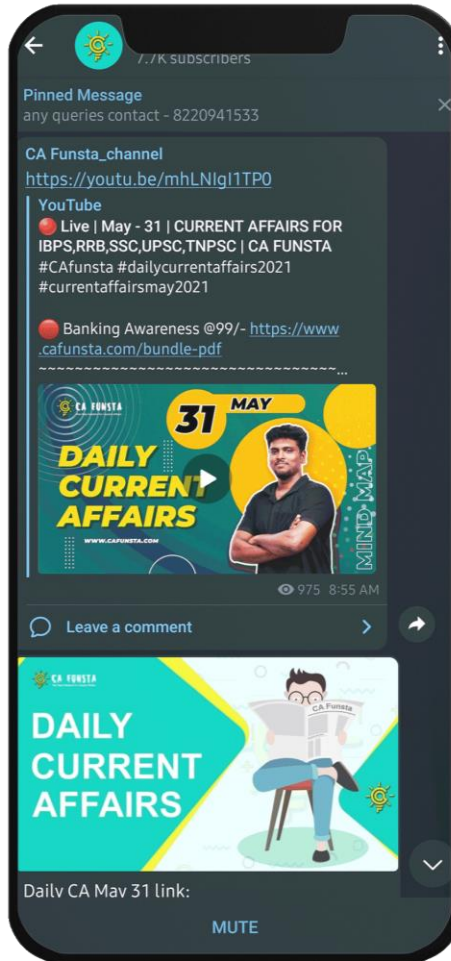 7.7K subscribers
Pinned Message
any queries contact - 8220941533
CA Funsta_channel
https://youtu.be/mhLNIgI1TP0
YouTube
🔴 Live | May - 31 | CURRENT AFFAIRS FOR
IBPS,RRB,SSC,UPSC,TNPSC | CA FUNSTA
#CAfunsta #dailycurrentaffairs2021
#currentaffairsmay2021
🔴 Banking Awareness @99/- https://www
.cafunsta.com/bundle-pdf
~~~~~~~~~~~~~~~~~~~~~~~~~~~~~~~~~~...
CA FUNSTA
31 MAY
DAILY
CURRENT
AFFAIRS
WWW.CAFUNSTA.COM
MIND MAP
975 8:55 AM
Leave a comment
CA FUNSTA
DAILY
CURRENT
AFFAIRS
CA Funsta
Daily CA May 31 link:
MUTE